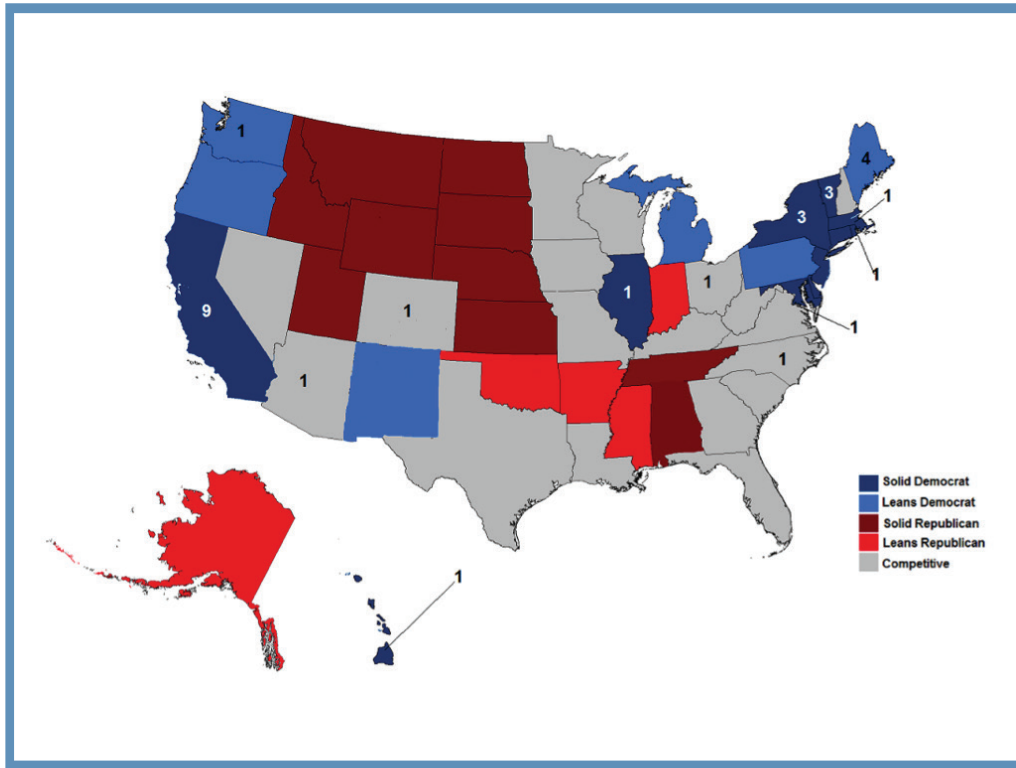 1
4
3
1
3
1
1
1
9
1
1
1
1
Solid Democrat
Leans Democrat
Solid Republican
Leans Republican
Competitive
1